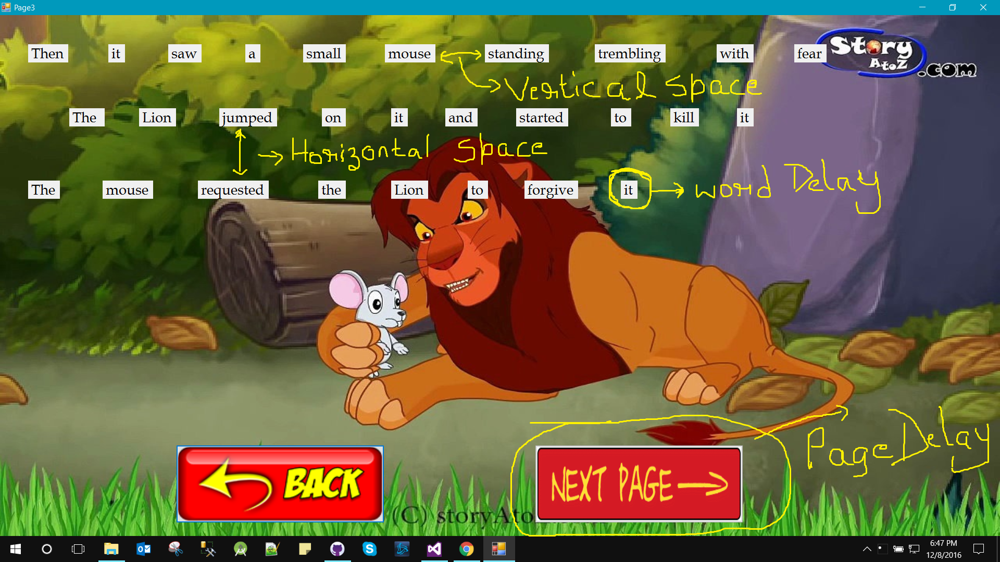 Page3
Then it saw a small mouse standing trembling with fear
Story
AtoZ
.com
Vertical Space
The Lion jumped on it and started to kill it
Horizontal Space
The mouse requested the Lion to forgive it
word Delay
Page Delay
BACK
NEXT PAGE
(C) storyAto
6:47 PM
12/8/2016